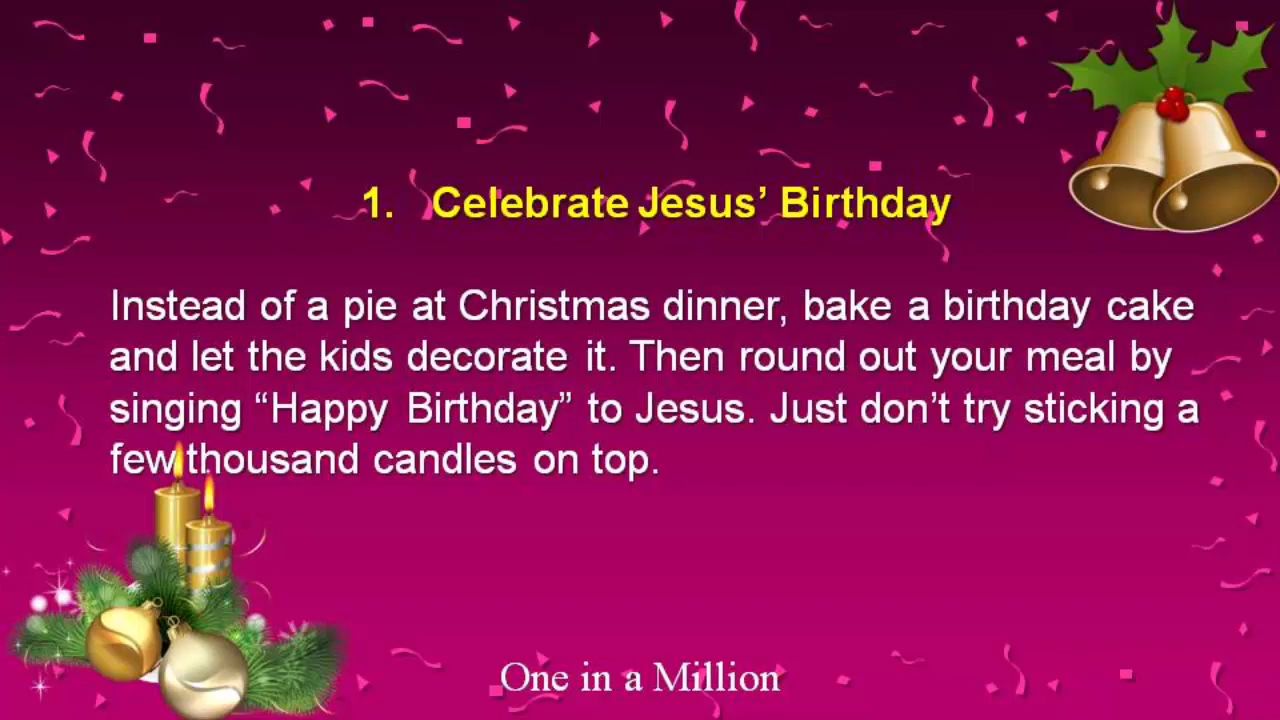 1. Celebrate Jesus’ Birthday
Instead of a pie at Christmas dinner, bake a birthday cake
and let the kids decorate it. Then round out your meal by
singing “Happy Birthday” to Jesus. Just don’t try sticking a
few thousand candles on top.
One in a Million